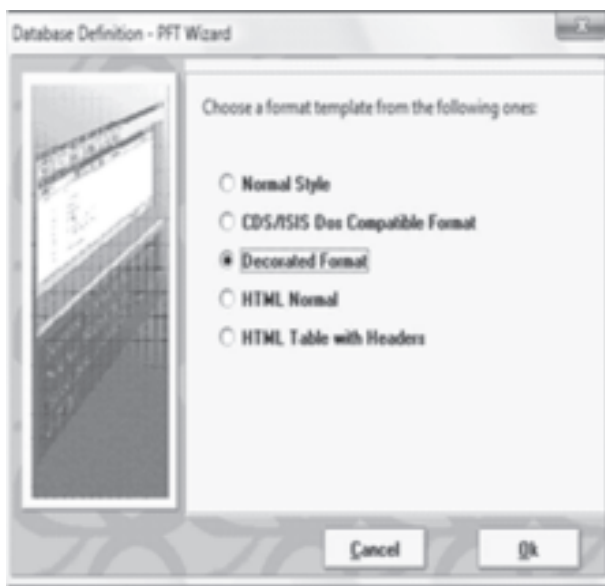 Database Definition - PFT Wizard
Choose a format template from the following ones:
Normal Style
CDS/ISIS Dos Compatible Format
Decorated Format
HTML Normal
HTML Table with Headers
Cancel
Ok